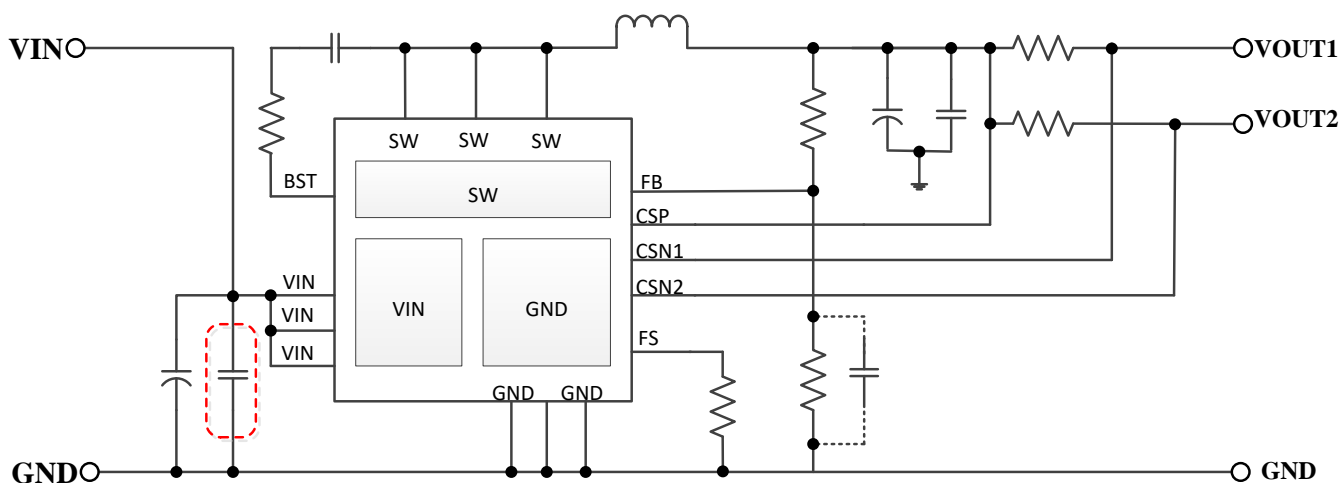 VIN
VOUT1
VOUT2
SW
SW
SW
BST
SW
FB
CSP
CSN1
CSN2
VIN
VIN
VIN
VIN
GND
FS
GND
GND
GND
GND